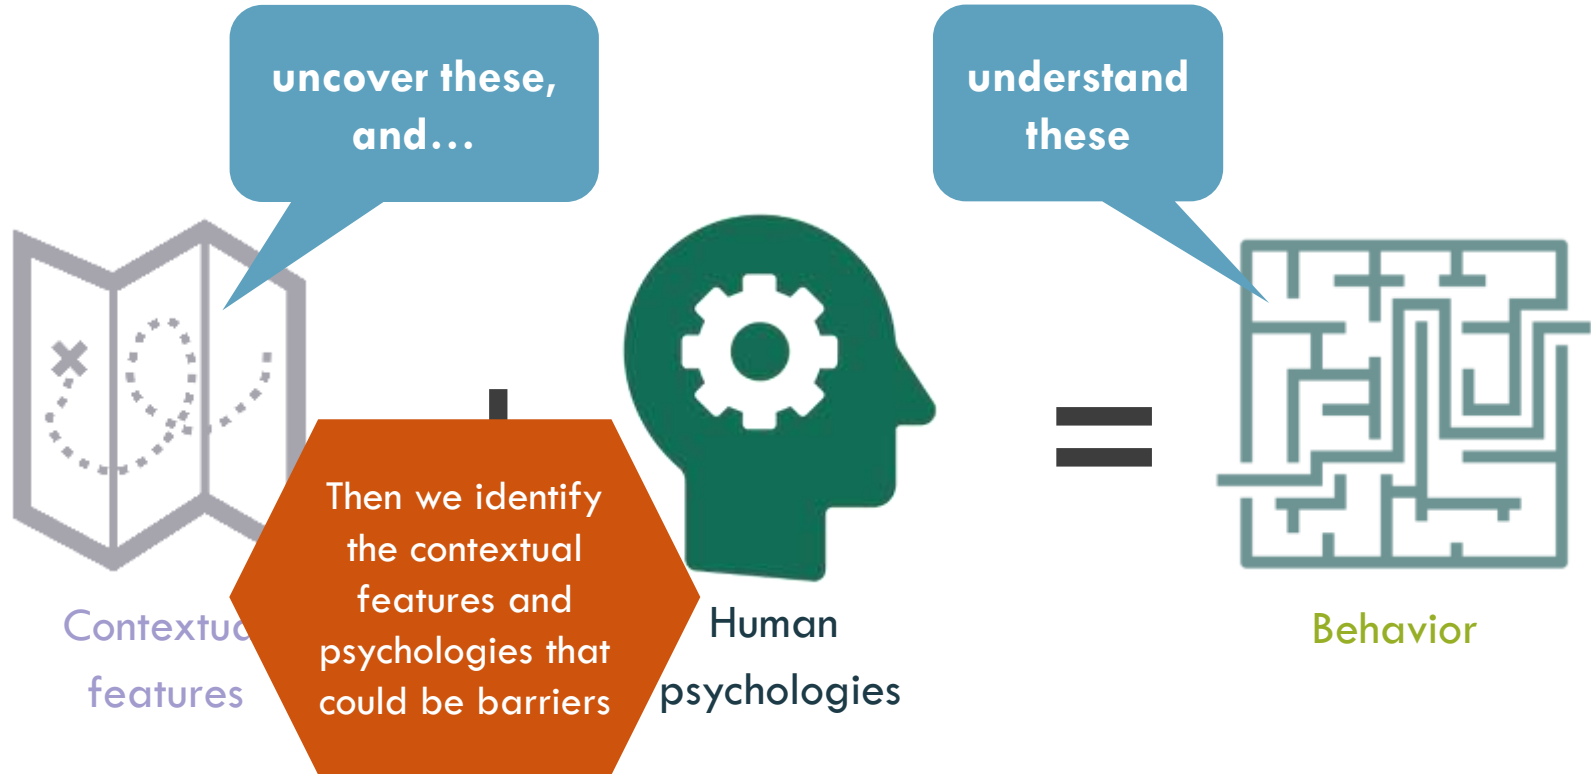 uncover these,
and...
understand
these
=
Then we identify
the contextual
features and
psychologies that
could be barriers
features
Human
psychologies
Behavior